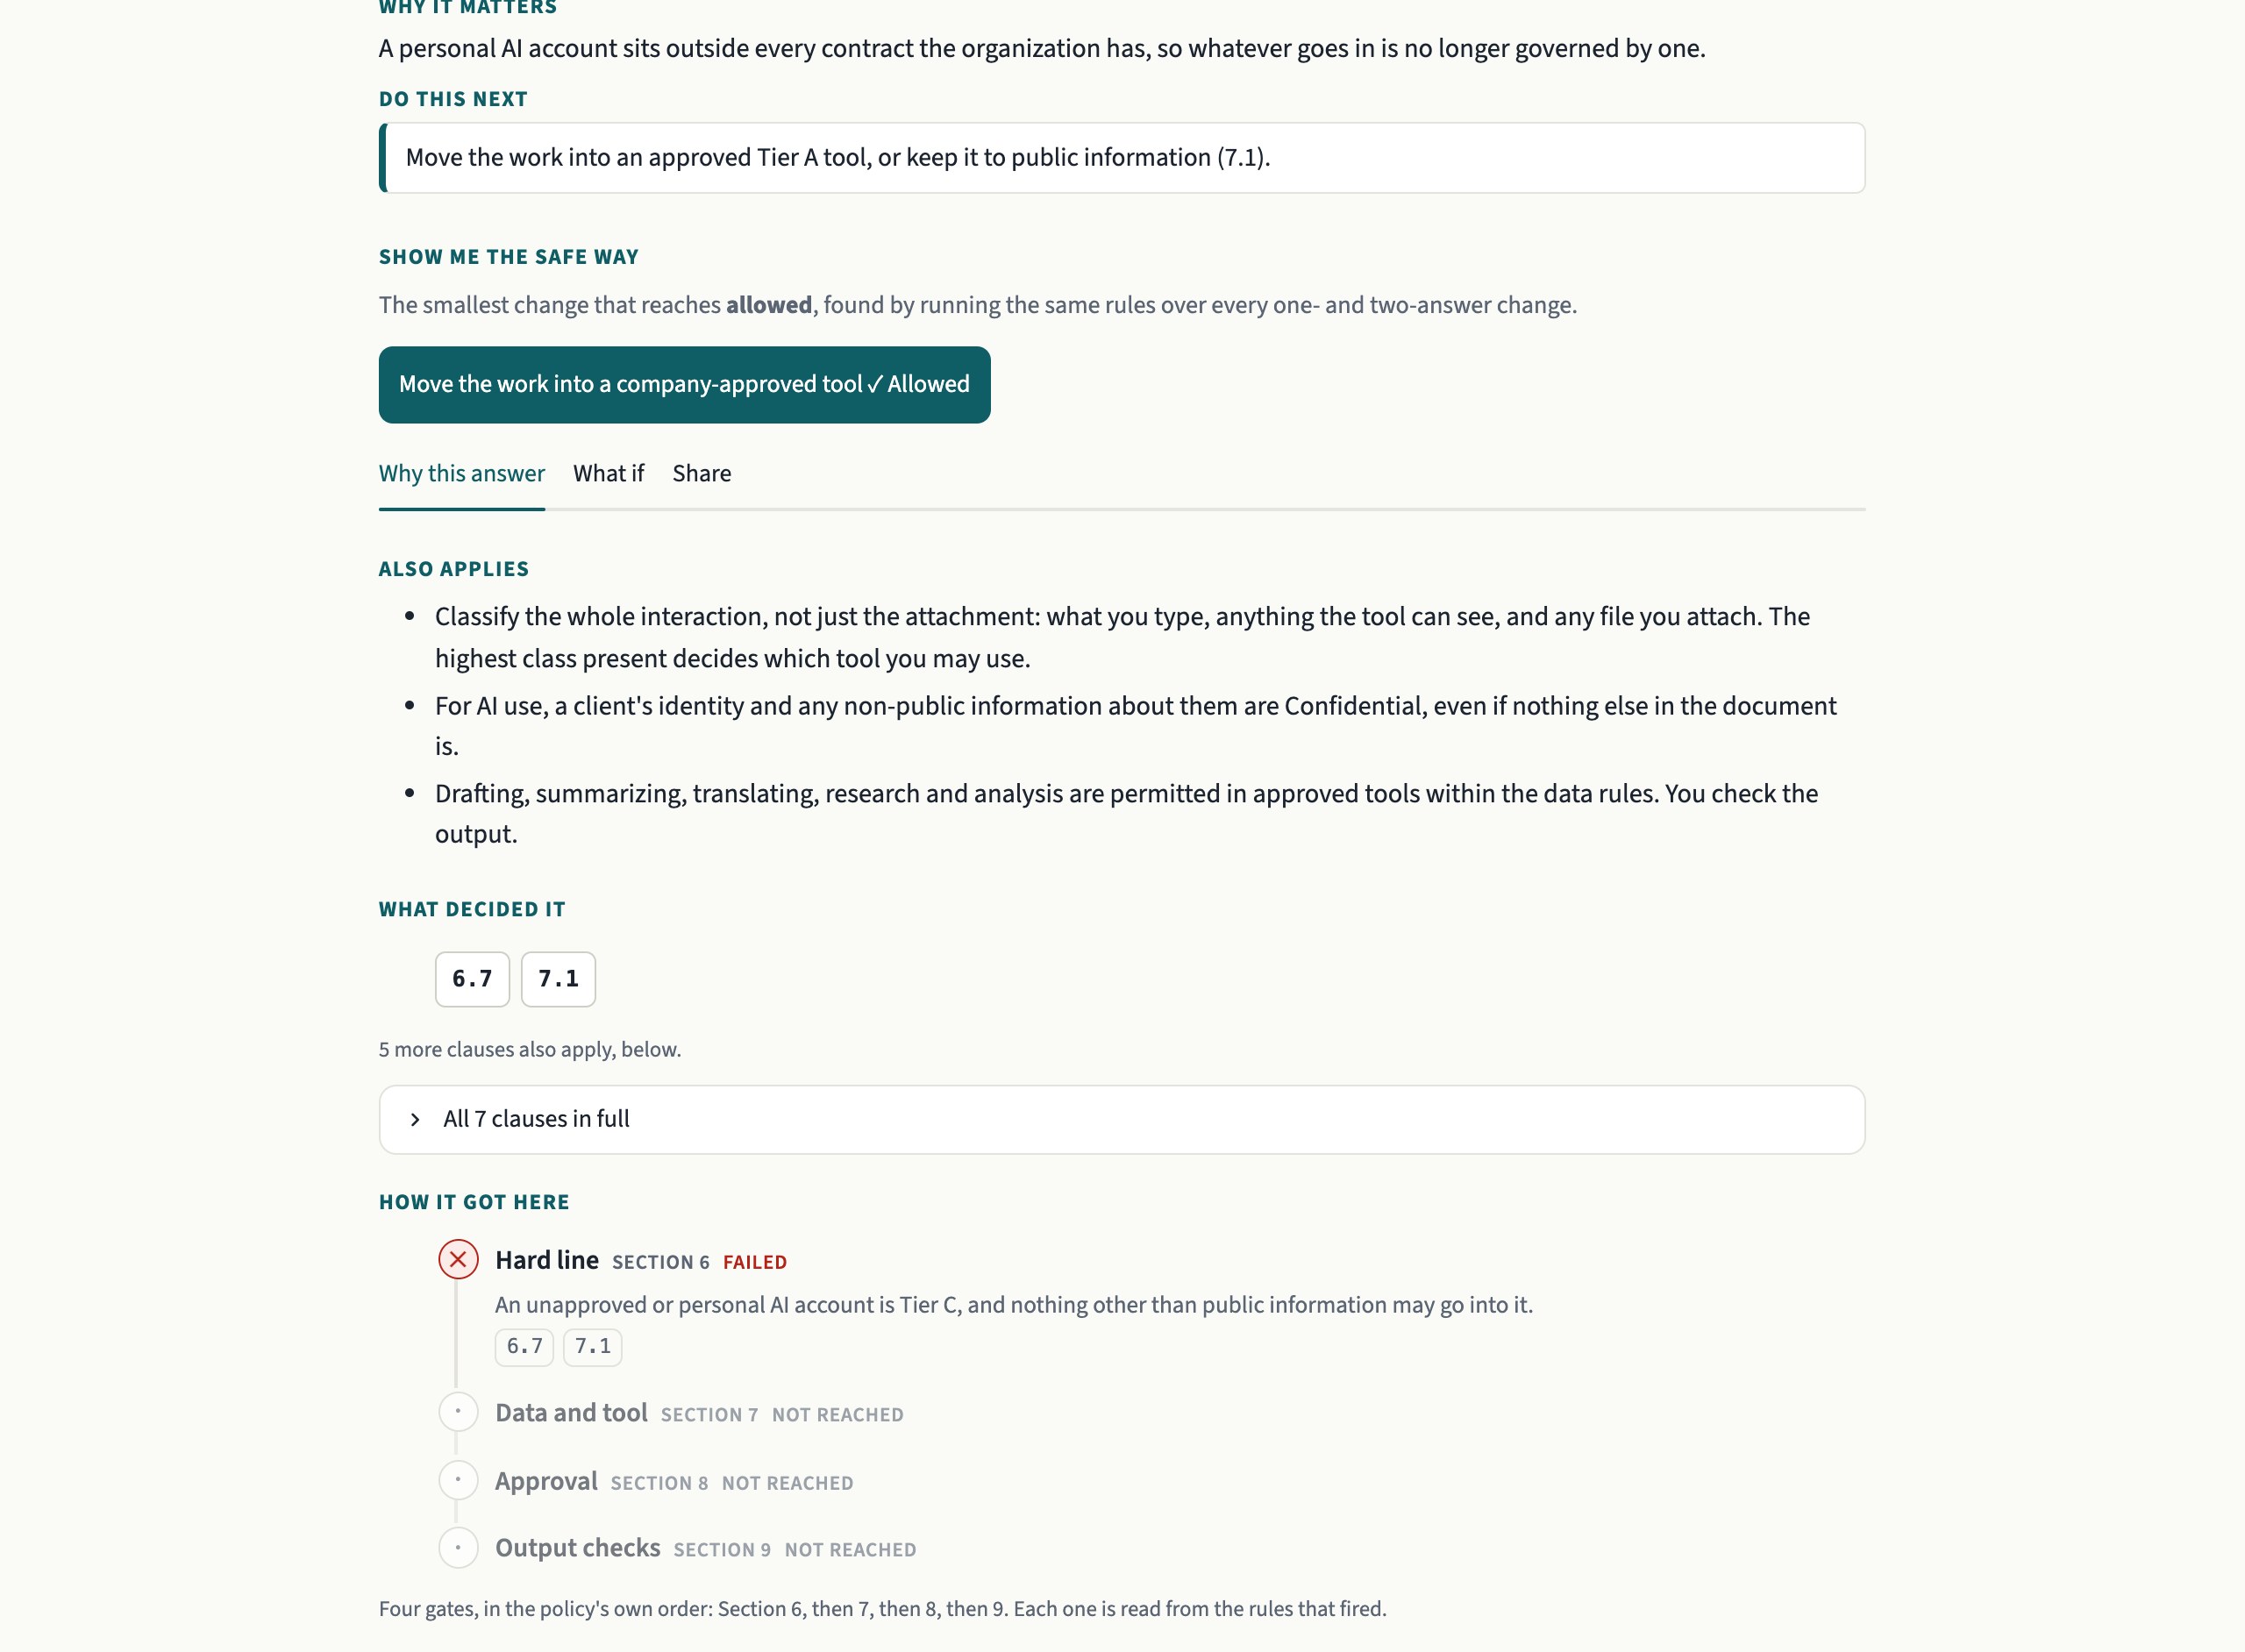 WHY IT MATTERS
A personal AI account sits outside every contract the organization has, so whatever goes in is no longer governed by one.
DO THIS NEXT
Move the work into an approved Tier A tool, or keep it to public information (7.1).
SHOW ME THE SAFE WAY
The smallest change that reaches allowed, found by running the same rules over every one- and two-answer change.
Move the work into a company-approved tool ✓ Allowed
Why this answer What if Share
ALSO APPLIES
• Classify the whole interaction, not just the attachment: what you type, anything the tool can see, and any file you attach. The
highest class present decides which tool you may use.
• For AI use, a client's identity and any non-public information about them are Confidential, even if nothing else in the document
is.
• Drafting, summarizing, translating, research and analysis are permitted in approved tools within the data rules. You check the
output.
WHAT DECIDED IT
6.7 7.1
5 more clauses also apply, below.
All 7 clauses in full
HOW IT GOT HERE
Hard line SECTION 6 FAILED
An unapproved or personal AI account is Tier C, and nothing other than public information may go into it.
6.7 7.1
Data and tool SECTION 7 NOT REACHED
Approval SECTION 8 NOT REACHED
Output checks SECTION 9 NOT REACHED
Four gates, in the policy's own order: Section 6, then 7, then 8, then 9. Each one is read from the rules that fired.